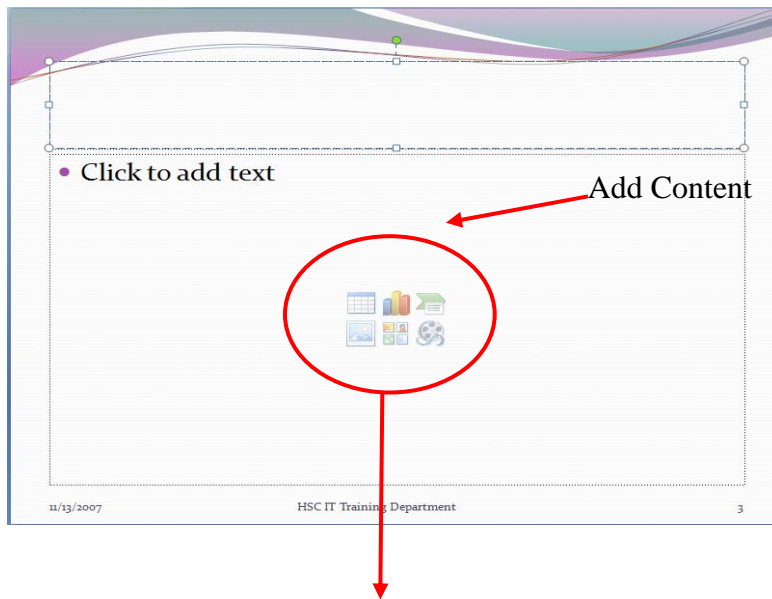 • Click to add text
Add Content
11/13/2007 HSC IT Training Department 3